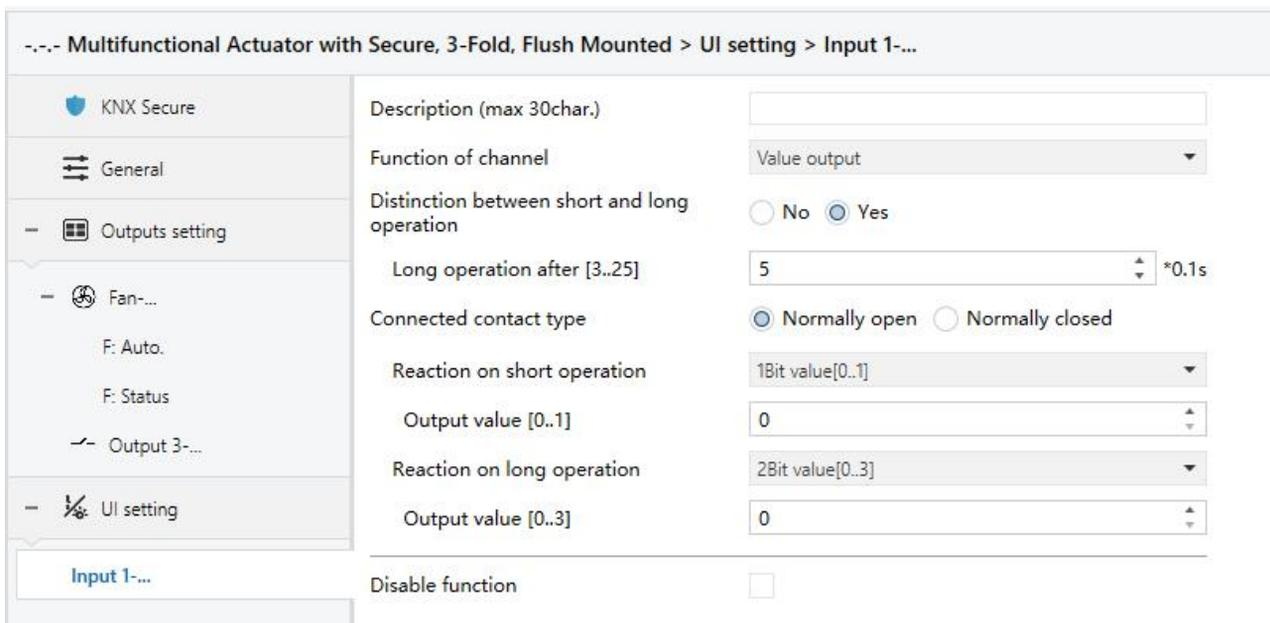 -.-.- Multifunctional Actuator with Secure, 3-Fold, Flush Mounted > UI setting > Input 1-...
KNX Secure
General
Outputs setting
Fan-...
F: Auto.
F: Status
Output 3-...
UI setting
Input 1-...
Description (max 30char.)
Function of channel Value output
Distinction between short and long
operation No Yes
Long operation after [3..25] 5 *0.1s
Connected contact type Normally open Normally closed
Reaction on short operation 1Bit value[0..1]
Output value [0..1] 0
Reaction on long operation 2Bit value[0..3]
Output value [0..3] 0
Disable function